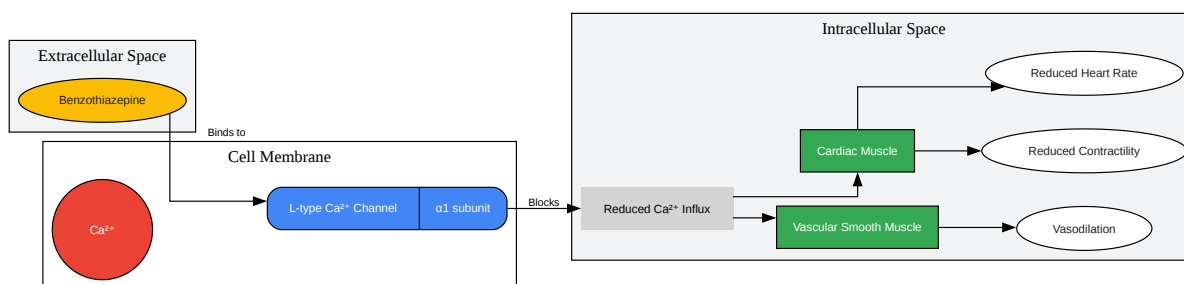 Extracellular Space
Benzothiazepine
Binds to
Cell Membrane
Ca²⁺
L-type Ca²⁺ Channel
α1 subunit
Blocks
Intracellular Space
Reduced Ca²⁺ Influx
Cardiac Muscle
Vascular Smooth Muscle
Reduced Heart Rate
Reduced Contractility
Vasodilation